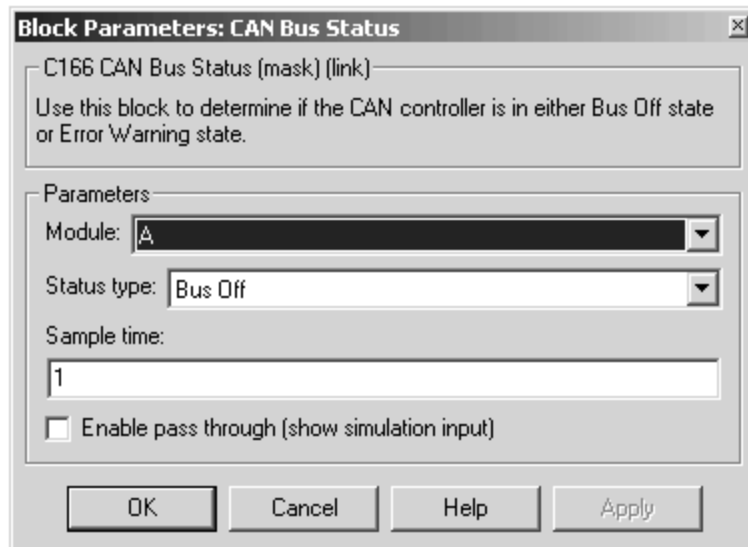 Block Parameters: CAN Bus Status
C166 CAN Bus Status (mask) (link)
Use this block to determine if the CAN controller is in either Bus Off state
or Error Warning state.
Parameters
Module: A
Status type: Bus Off
Sample time:
1
Enable pass through (show simulation input)
OK Cancel Help Apply